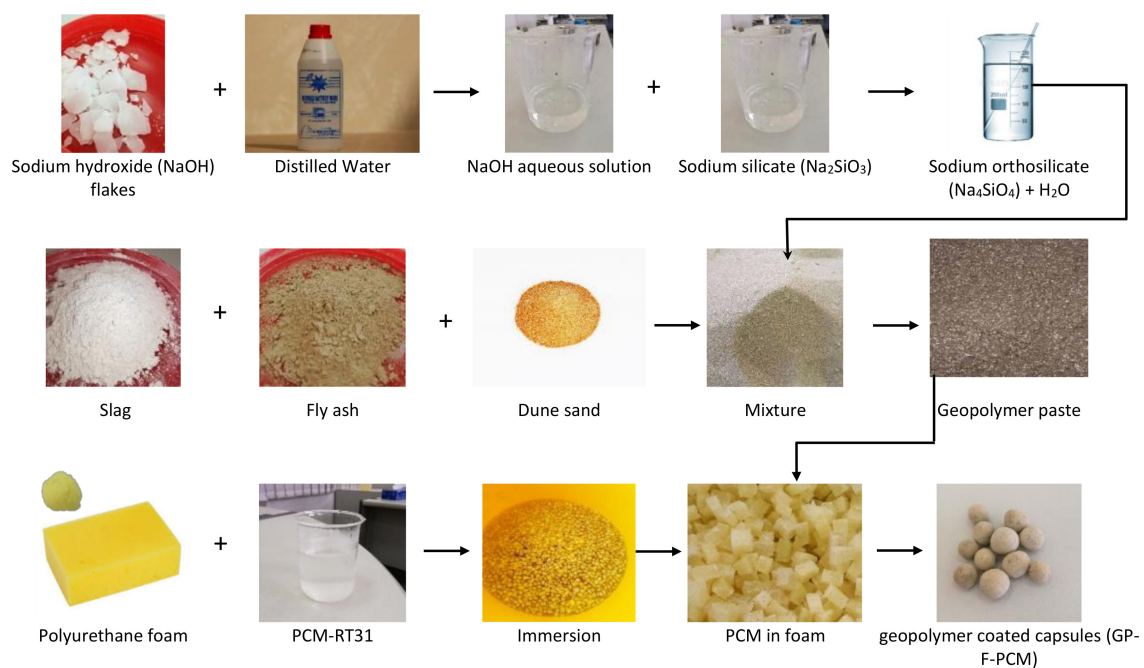 +
+
Sodium hydroxide (NaOH)
flakes
Distilled Water
NaOH aqueous solution
Sodium silicate (Na₂SiO₃)
Sodium orthosilicate
(Na₄SiO₄) + H₂O
+
+
Slag
Fly ash
Dune sand
Mixture
Geopolymer paste
+
Polyurethane foam
PCM-RT31
Immersion
PCM in foam
geopolymer coated capsules (GP-
F-PCM)